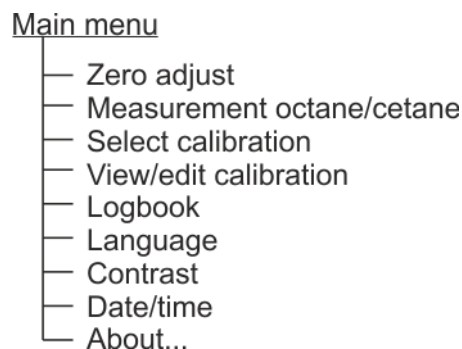 Main menu
Zero adjust
Measurement octane/cetane
Select calibration
View/edit calibration
Logbook
Language
Contrast
Date/time
About...